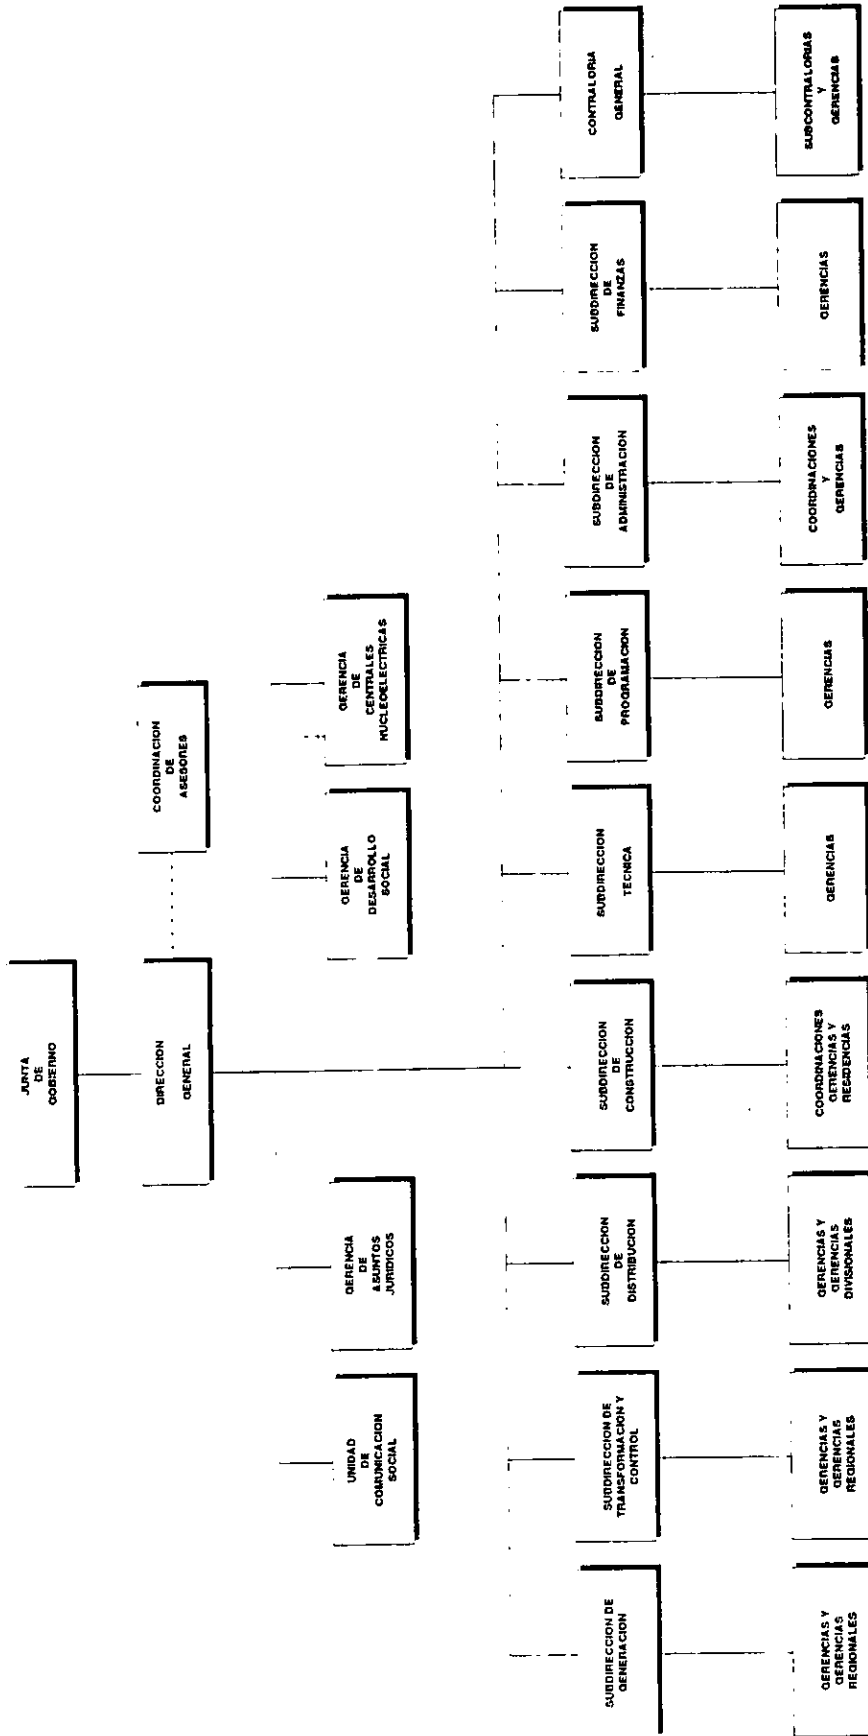 JUNTA
DE
GOBIERNO
DIRECCION
GENERAL
COORDINACION
DE
ASESORES
UNIDAD
DE
COMUNICACION
SOCIAL
GERENCIA
DE
ASUNTOS
JURIDICOS
GERENCIA
DE
DESARROLLO
SOCIAL
GERENCIA
DE
CENTRALES
NUCLEOELECTRICAS
SUBDIRECCION DE
GENERACION
SUBDIRECCION DE
TRANSFORMACION Y
CONTROL
SUBDIRECCION
DE
DISTRIBUCION
SUBDIRECCION
DE
CONSTRUCCION
SUBDIRECCION
TECNICA
SUBDIRECCION
DE
PROGRAMACION
SUBDIRECCION
DE
ADMINISTRACION
SUBDIRECCION
DE
FINANZAS
CONTRALORIA
GENERAL
GERENCIAS Y
GERENCIAS
REGIONALES
GERENCIAS Y
GERENCIAS
REGIONALES
GERENCIAS Y
GERENCIAS
DIVISIONALES
COORDINACIONES
GERENCIAS Y
RESIDENCIAS
GERENCIAS
GERENCIAS
COORDINACIONES
Y
GERENCIAS
GERENCIAS
SUBCONTRALORIAS
Y
GERENCIAS